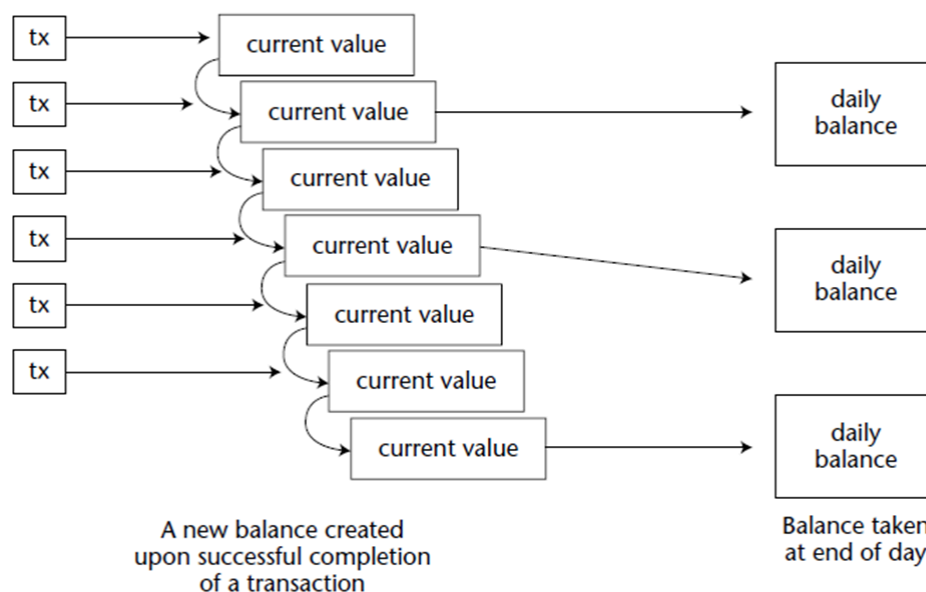 tx
current value
tx
current value
daily
balance
tx
current value
tx
current value
daily
balance
tx
current value
tx
current value
current value
daily
balance
A new balance created
upon successful completion
of a transaction
Balance taken
at end of day